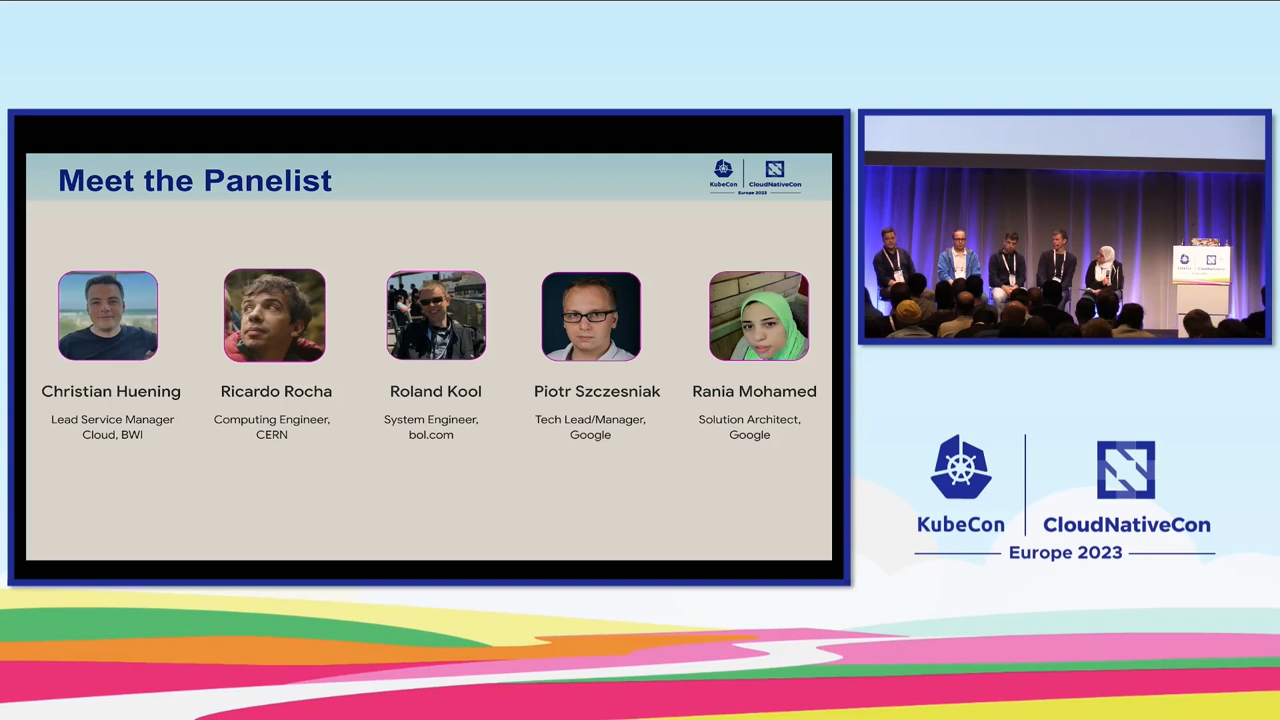 Meet the Panelist
KubeCon
CloudNativeCon
Europe 2023
Christian Huening
Lead Service Manager
Cloud, BWI
Ricardo Rocha
Computing Engineer,
CERN
Roland Kool
System Engineer,
bol.com
Piotr Szczesniak
Tech Lead/Manager,
Google
Rania Mohamed
Solution Architect,
Google
KubeCon
CloudNativeCon
Europe 2023